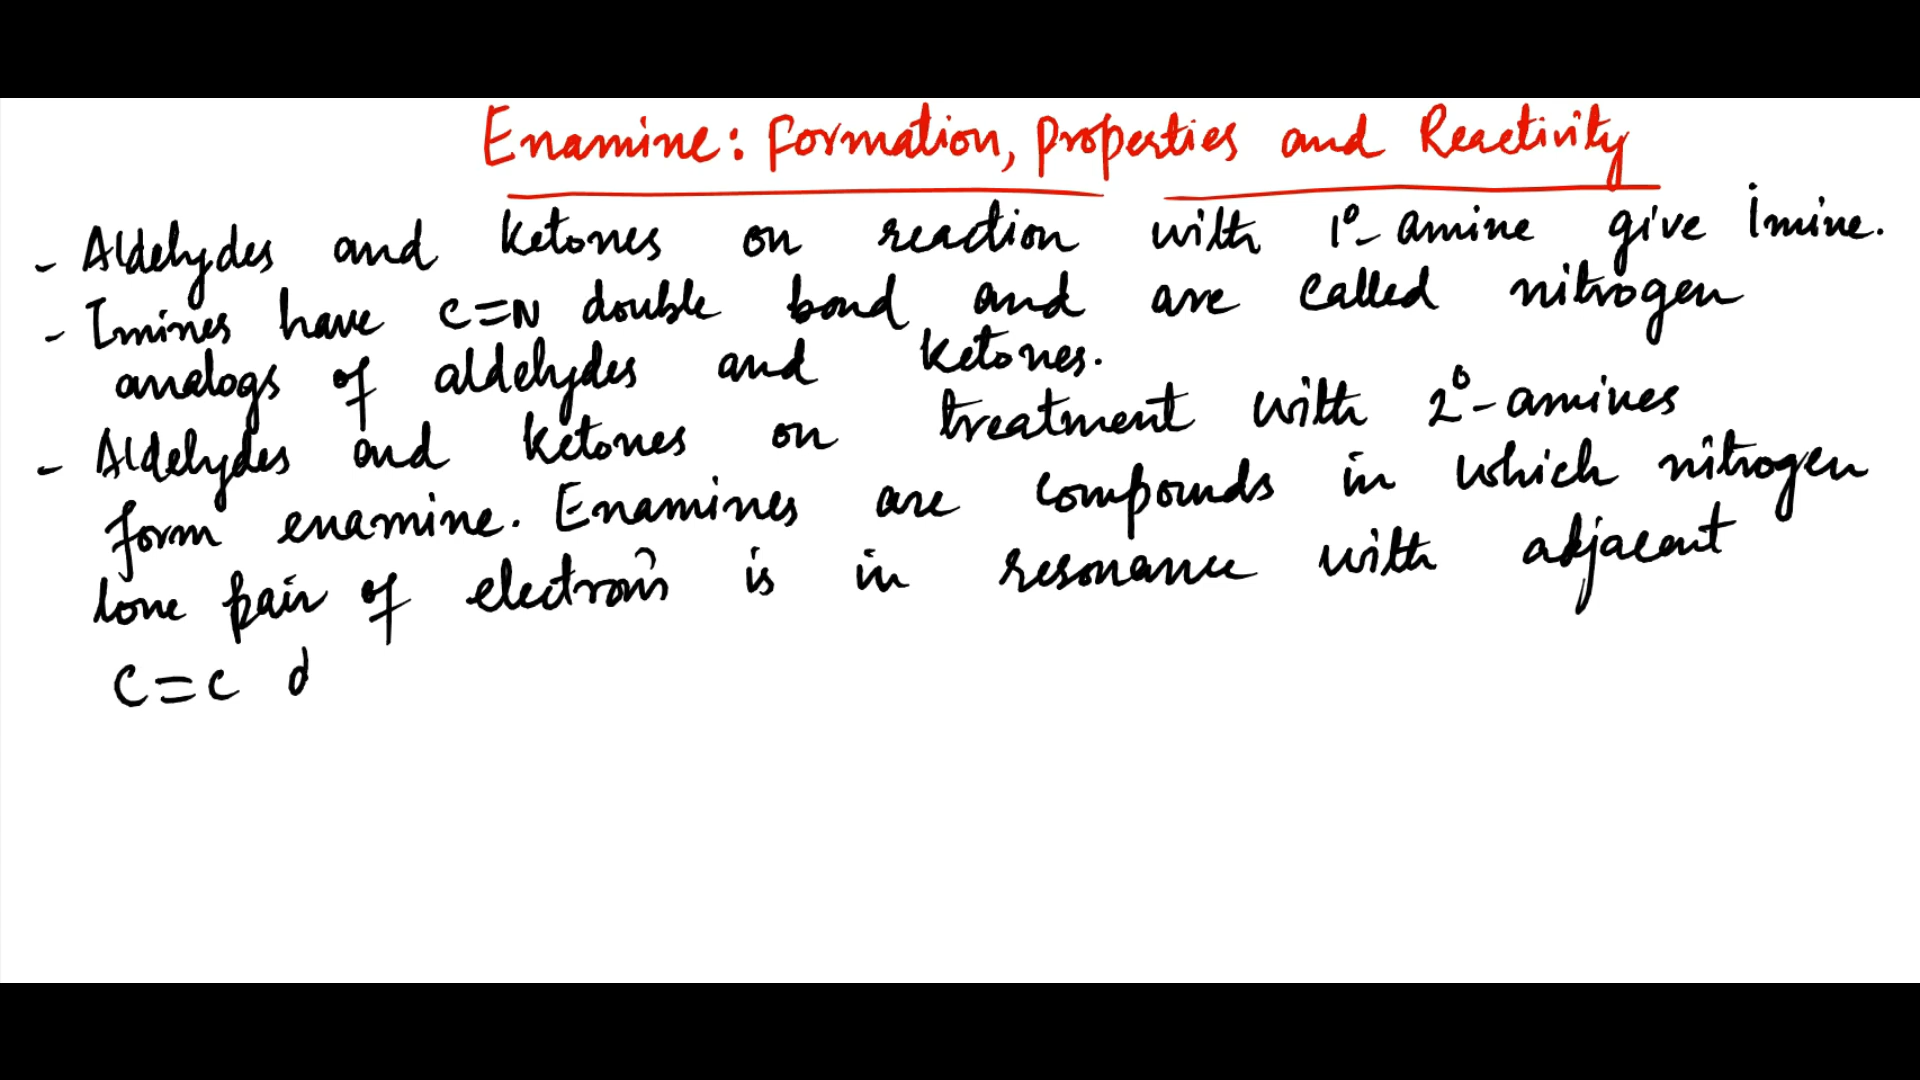 Enamine: Formation, Properties and Reactivity
- Aldehydes and ketones on reaction with 1°- amine give Imine.
- Imines have C=N double bond and are called nitrogen
analogs of aldehydes and ketones.
- Aldehydes and ketones on treatment with 2°-amines
form enamine. Enamines are compounds in which nitrogen
lone pair of electrons is in resonance with adjacent
C=C d